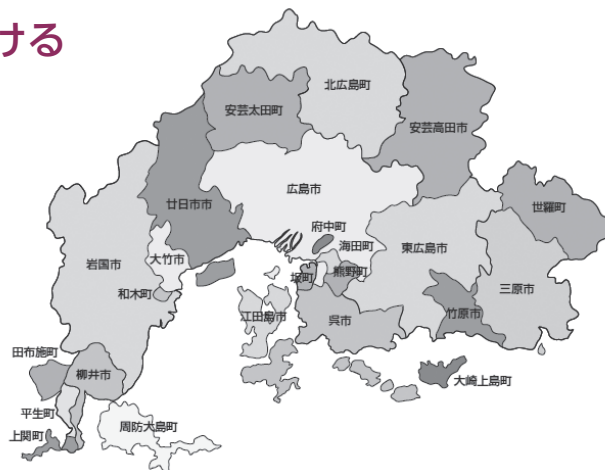 ける
北広島町
安芸太田町
安芸高田市
広島市
廿日市市
世羅町
府中町
海田町
東広島市
大竹市
岩国市
坂町
熊野町
三原市
和木町
江田島市
呉市
竹原市
田布施町
柳井市
大崎上島町
平生町
周防大島町
上関町